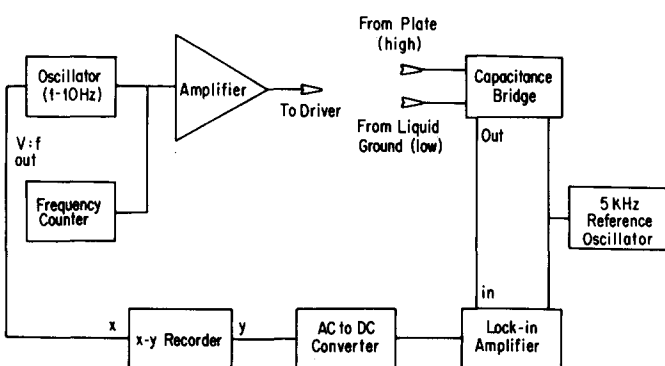 Oscillator
(1-10Hz)
Amplifier
To Driver
From Plate
(high)
From Liquid
Ground (low)
Capacitance
Bridge
Out
V:f
out
Frequency
Counter
5 KHz
Reference
Oscillator
in
x
x-y Recorder
y
AC to DC
Converter
Lock-in
Amplifier